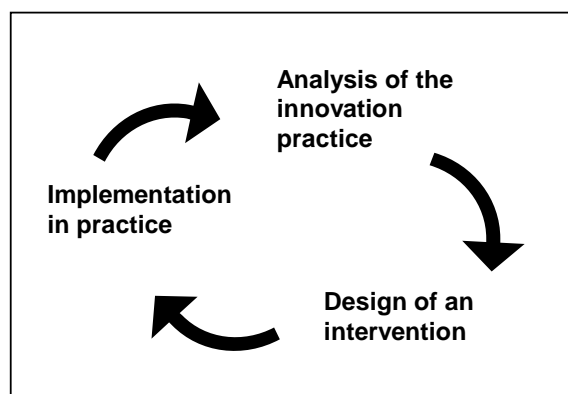 Analysis of the
innovation
practice
Implementation
in practice
Design of an
intervention